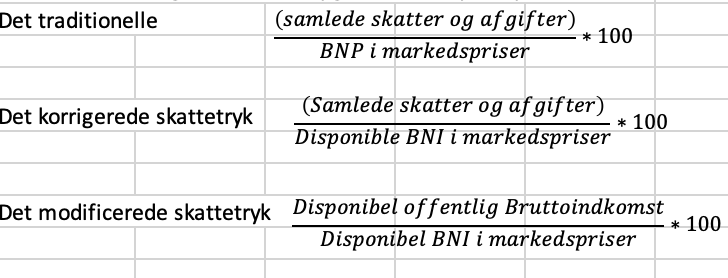 Det traditionelle (samlede skatter og afgifter) / BNP i markedspriser * 100
Det korrigerede skattetryk (Samlede skatter og afgifter) / Disponible BNI i markedspriser * 100
Det modificerede skattetryk Disponibel offentlig Bruttoindkomst / Disponibel BNI i markedspriser * 100